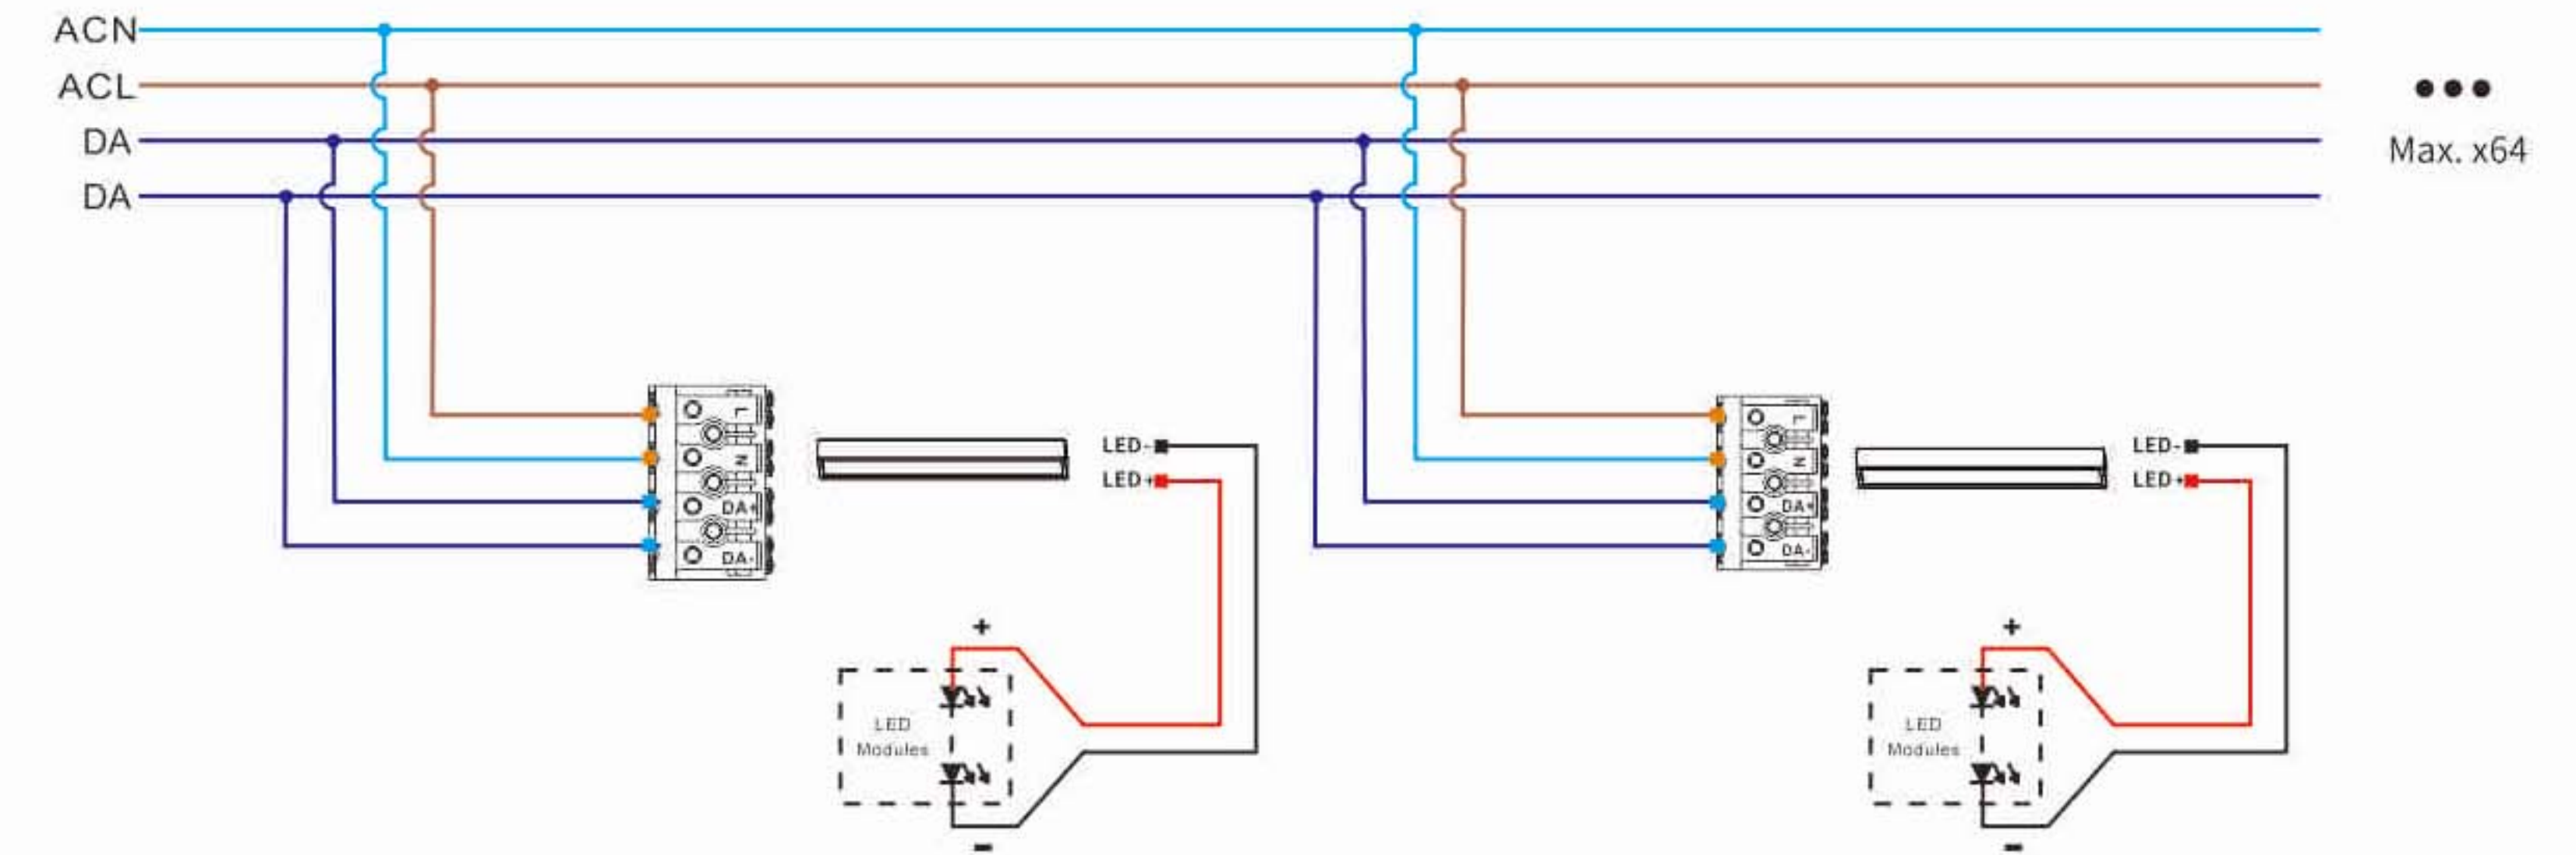 ACN
ACL
DA
Max. x64
DA
L
N
DA+
DA-
LED-
LED+
L
N
DA+
DA-
LED-
LED+
+
LED
Modules
-
+
LED
Modules
-